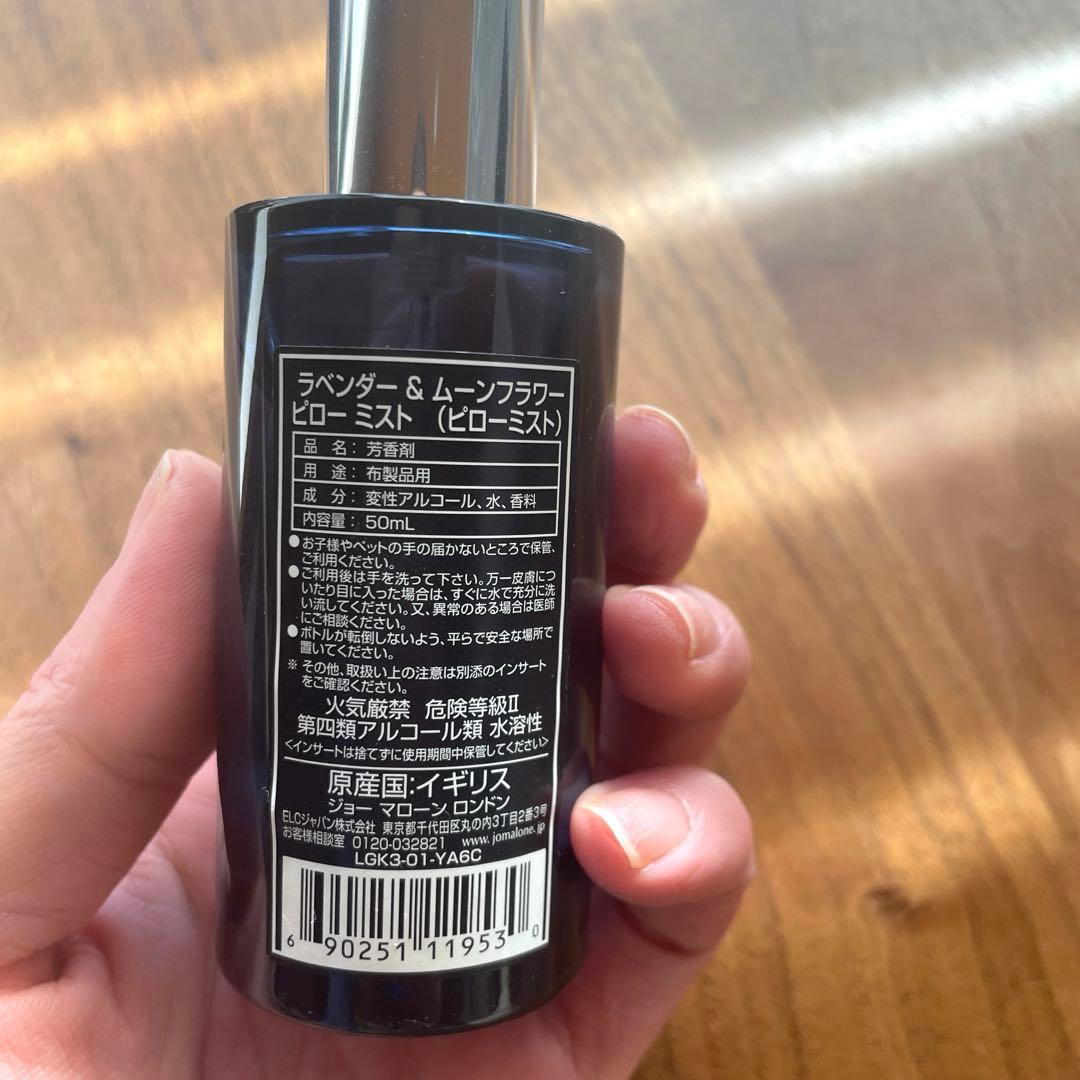 ラベンダー & ムーンフラワー
ピロー ミスト （ピローミスト）
品 名： 芳香剤
用 途： 布製品用
成 分： 変性アルコール、水、香料
内容量： 50mL
●お子様やペットの手の届かないところで保管、
ご利用ください。
●ご利用後は手を洗って下さい。万一皮膚につ
いたり目に入った場合は、すぐに水で充分に洗
い流してください。又、異常のある場合は医師
にご相談ください。
●ボトルが転倒しないよう、平らで安全な場所で
置いてください。
※ その他、取扱い上の注意は別添のインサート
をご確認ください。
火気厳禁 危険等級Ⅱ
第四類アルコール類 水溶性
<インサートは捨てずに使用期間中保管してください>
原産国：イギリス
ジョー マローン ロンドン
ELCジャパン株式会社 東京都千代田区丸の内3丁目2番3号
お客様相談室 0120-032821 www.jomalone.jp
LGK3-01-YA6C
6 90251 11953 0